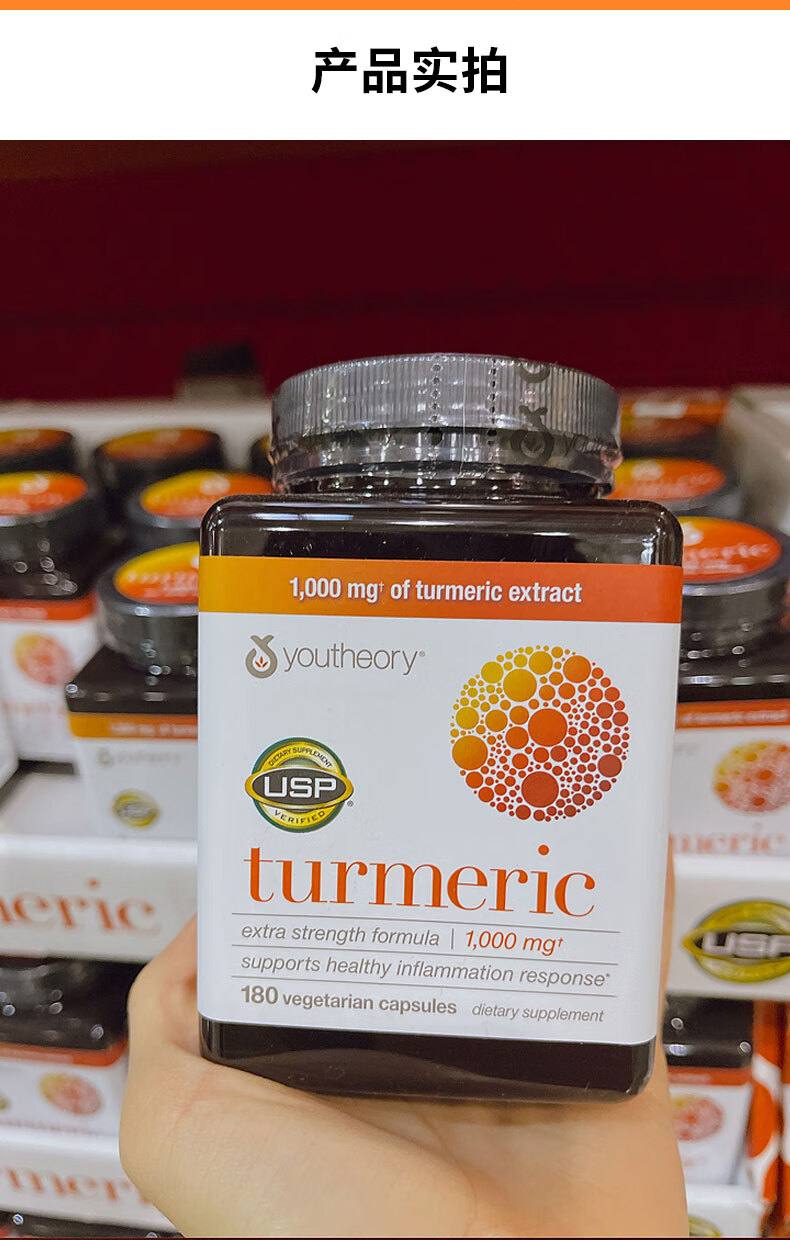 产品实拍
1,000 mg† of turmeric extract
youtheory®
DIETARY SUPPLEMENT
USP
®
VERIFIED
turmeric
extra strength formula | 1,000 mg†
supports healthy inflammation response*
180 vegetarian capsules dietary supplement
USP